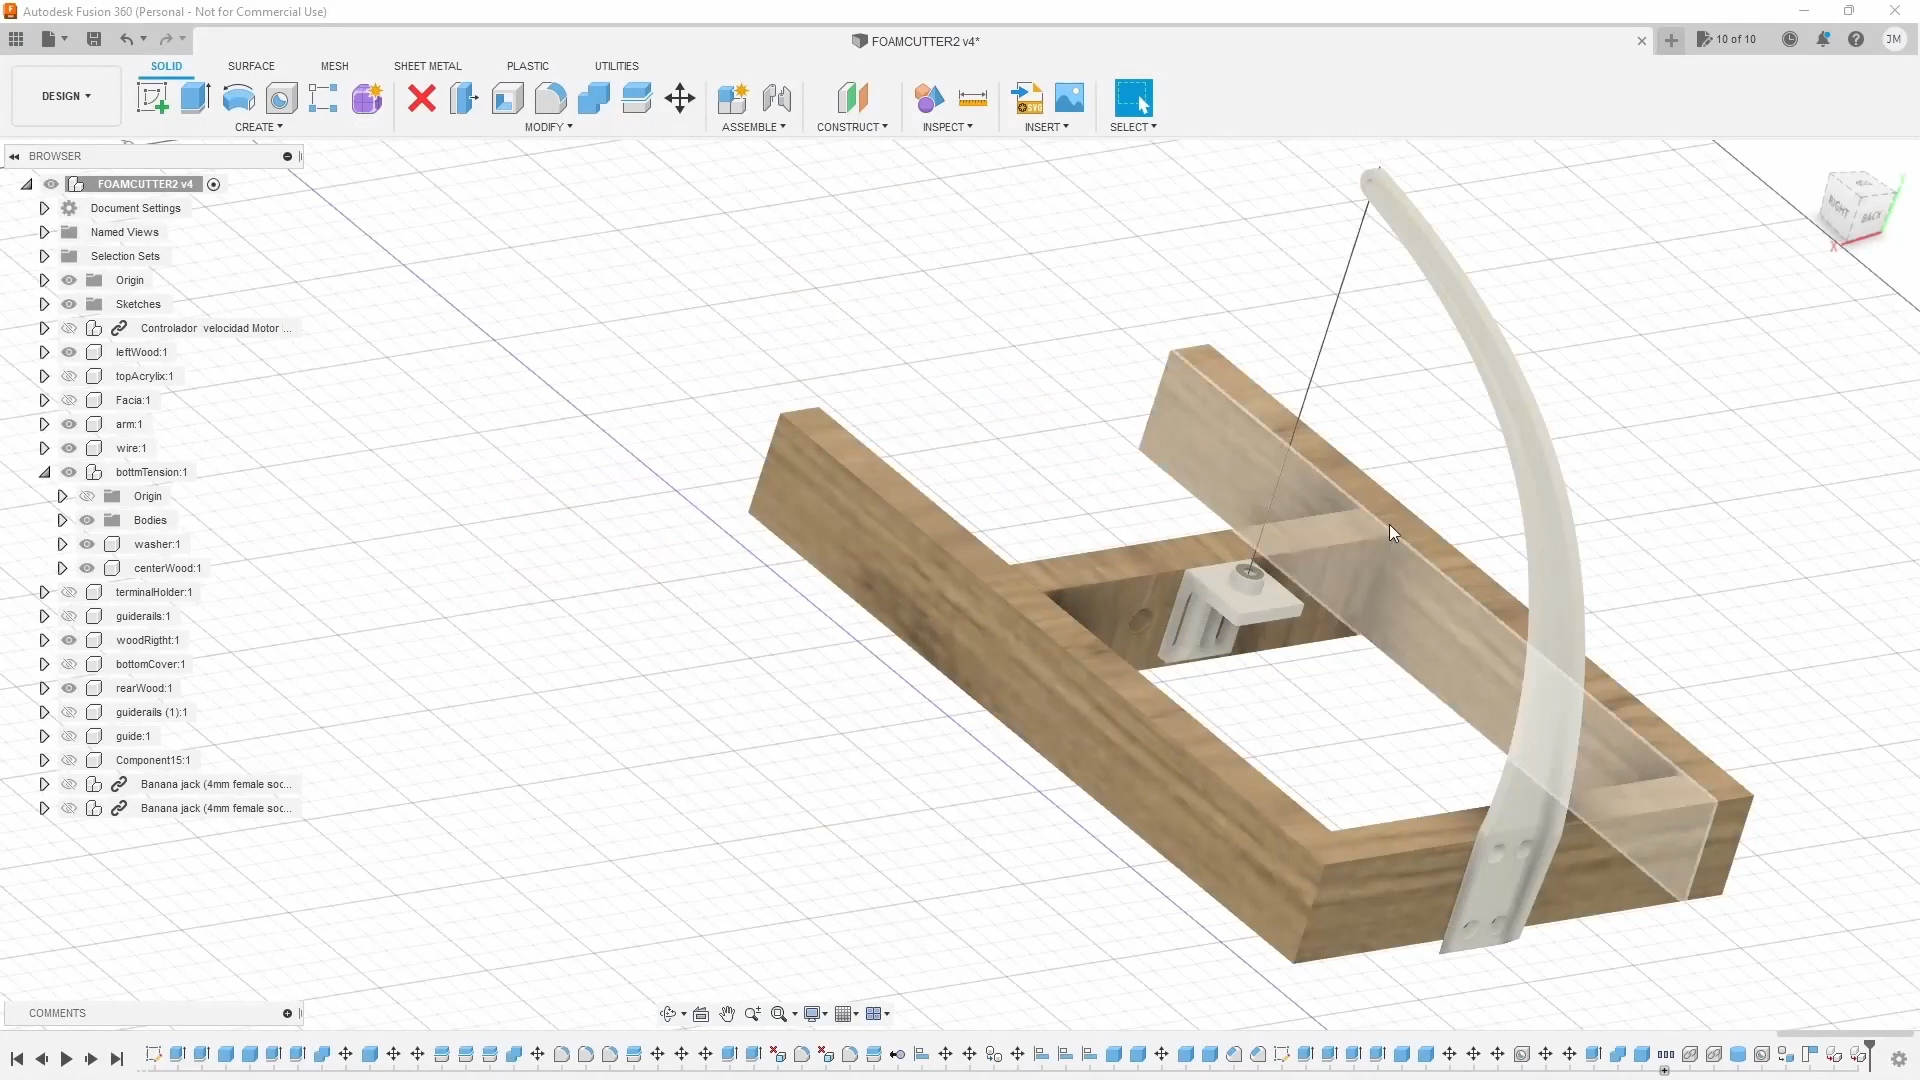 Autodesk Fusion 360 (Personal - Not for Commercial Use)
FOAMCUTTER2 v4*
10 of 10
JM
DESIGN
SOLID
SURFACE
MESH
SHEET METAL
PLASTIC
UTILITIES
CREATE
MODIFY
ASSEMBLE
CONSTRUCT
INSPECT
INSERT
SELECT
SVG
BROWSER
FOAMCUTTER2 v4
Document Settings
Named Views
Selection Sets
Origin
Sketches
Controlador velocidad Motor ...
leftWood:1
topAcrylix:1
Facia:1
arm:1
wire:1
bottmTension:1
Origin
Bodies
washer:1
centerWood:1
terminalHolder:1
guiderails:1
woodRigtht:1
bottomCover:1
rearWood:1
guiderails (1):1
guide:1
Component15:1
Banana jack (4mm female soc...
Banana jack (4mm female soc...
COMMENTS
RIGHT
BACK
X